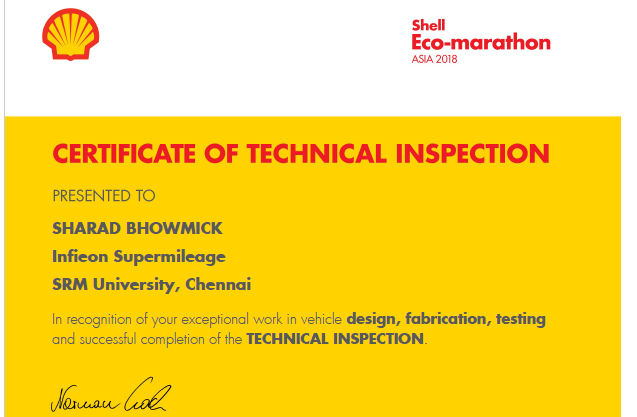 Shell
Eco-marathon
ASIA 2018
CERTIFICATE OF TECHNICAL INSPECTION
PRESENTED TO
SHARAD BHOWMICK
Infieon Supermileage
SRM University, Chennai
In recognition of your exceptional work in vehicle design, fabrication, testing
and successful completion of the TECHNICAL INSPECTION.
Norman